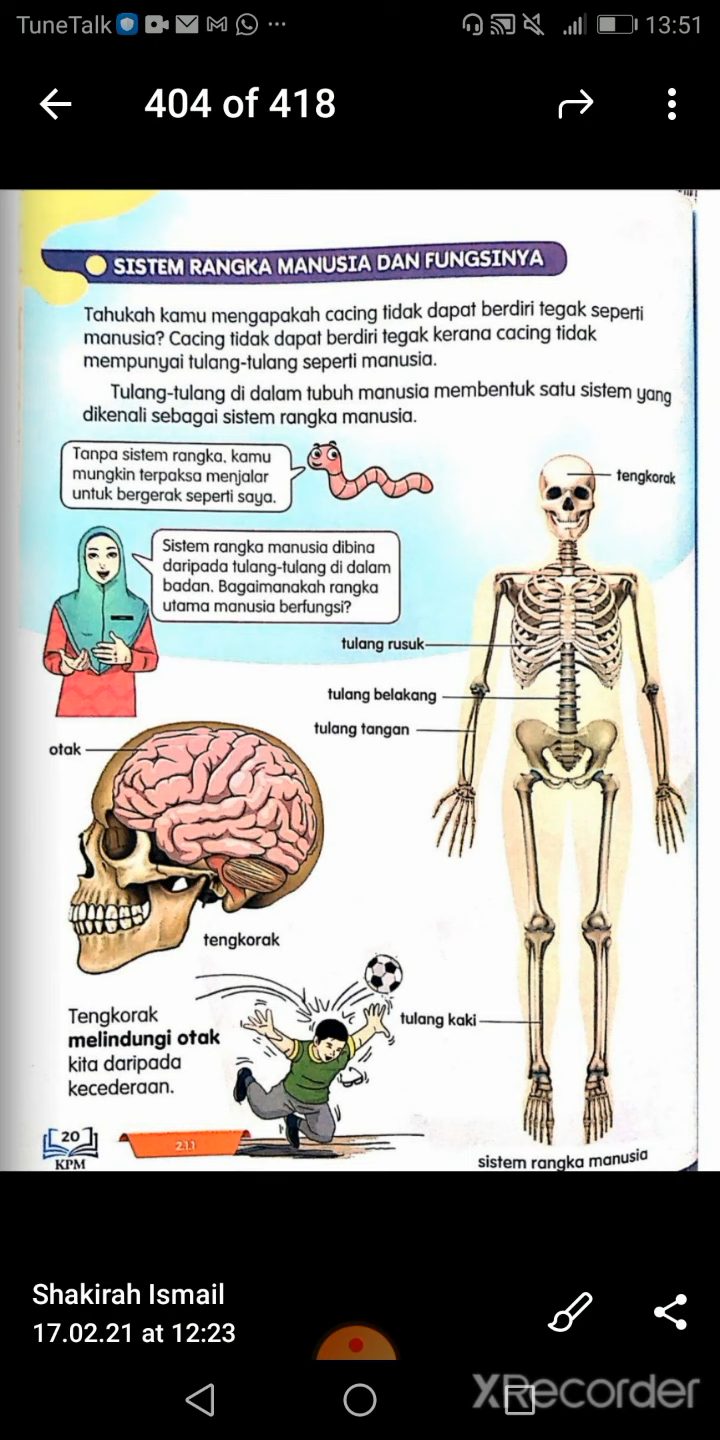 TuneTalk
13:51
404 of 418
SISTEM RANGKA MANUSIA DAN FUNGSINYA
Tahukah kamu mengapakah cacing tidak dapat berdiri tegak seperti
manusia? Cacing tidak dapat berdiri tegak kerana cacing tidak
mempunyai tulang-tulang seperti manusia.
Tulang-tulang di dalam tubuh manusia membentuk satu sistem yang
dikenali sebagai sistem rangka manusia.
Tanpa sistem rangka, kamu
mungkin terpaksa menjalar
untuk bergerak seperti saya.
tengkorak
Sistem rangka manusia dibina
daripada tulang-tulang di dalam
badan. Bagaimanakah rangka
utama manusia berfungsi?
tulang rusuk
tulang belakang
tulang tangan
otak
tengkorak
Tengkorak
melindungi otak
kita daripada
kecederaan.
tulang kaki
20
KPM
2.1.1
sistem rangka manusia
Shakirah Ismail
17.02.21 at 12:23
XRecorder